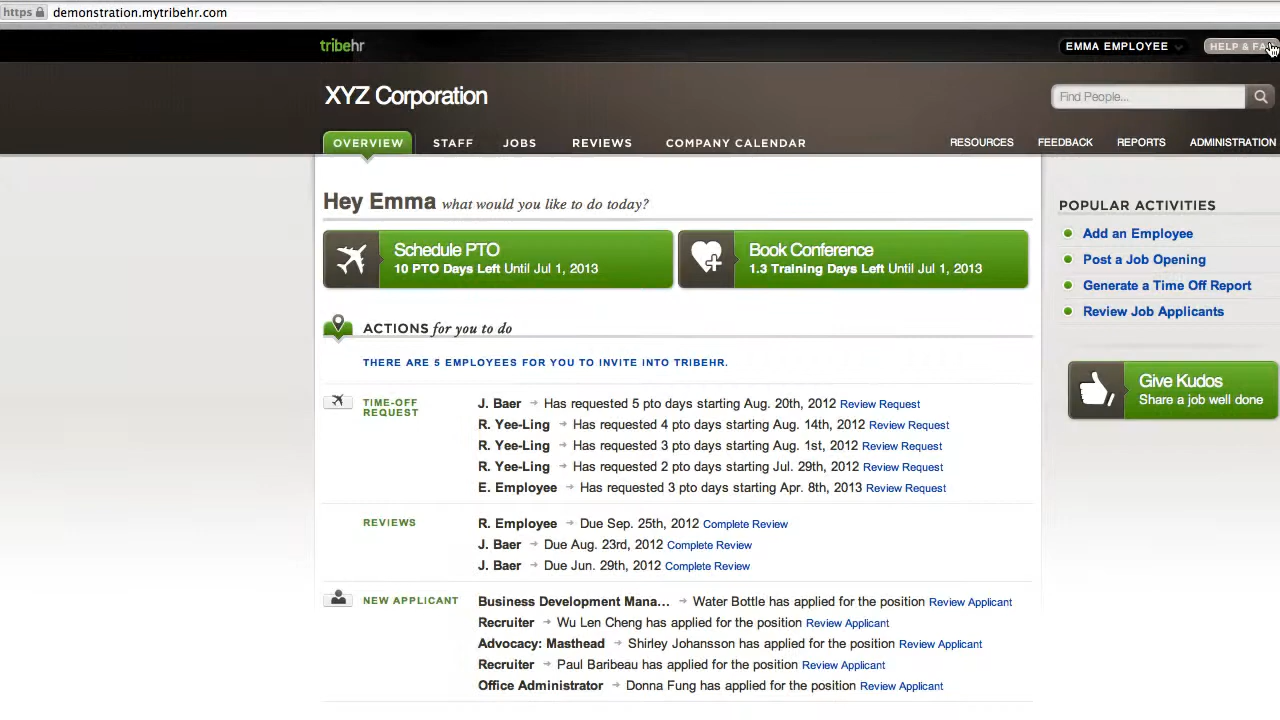 https demonstration.mytribehr.com
tribehr EMMA EMPLOYEE HELP &
XYZ Corporation Find People...
OVERVIEW STAFF JOBS REVIEWS COMPANY CALENDAR RESOURCES FEEDBACK REPORTS ADMINISTRATION
Hey Emma what would you like to do today?
Schedule PTO
10 PTO Days Left Until Jul 1, 2013
Book Conference
1.3 Training Days Left Until Jul 1, 2013
ACTIONS for you to do
THERE ARE 5 EMPLOYEES FOR YOU TO INVITE INTO TRIBEHR.
TIME-OFF
REQUEST
J. Baer → Has requested 5 pto days starting Aug. 20th, 2012 Review Request
R. Yee-Ling → Has requested 4 pto days starting Aug. 14th, 2012 Review Request
R. Yee-Ling → Has requested 3 pto days starting Aug. 1st, 2012 Review Request
R. Yee-Ling → Has requested 2 pto days starting Jul. 29th, 2012 Review Request
E. Employee → Has requested 3 pto days starting Apr. 8th, 2013 Review Request
REVIEWS
R. Employee → Due Sep. 25th, 2012 Complete Review
J. Baer → Due Aug. 23rd, 2012 Complete Review
J. Baer → Due Jun. 29th, 2012 Complete Review
NEW APPLICANT
Business Development Mana... → Water Bottle has applied for the position Review Applicant
Recruiter → Wu Len Cheng has applied for the position Review Applicant
Advocacy: Masthead → Shirley Johansson has applied for the position Review Applicant
Recruiter → Paul Baribeau has applied for the position Review Applicant
Office Administrator → Donna Fung has applied for the position Review Applicant
POPULAR ACTIVITIES
Add an Employee
Post a Job Opening
Generate a Time Off Report
Review Job Applicants
Give Kudos
Share a job well done